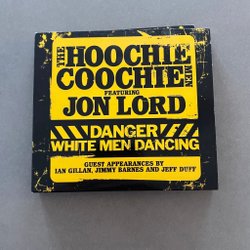 THE HOOCHIE
COOCHIE MEN
FEATURING
JON LORD
DANGER
WHITE MEN DANCING
GUEST APPEARANCES BY
IAN GILLAN, JIMMY BARNES AND JEFF DUFF